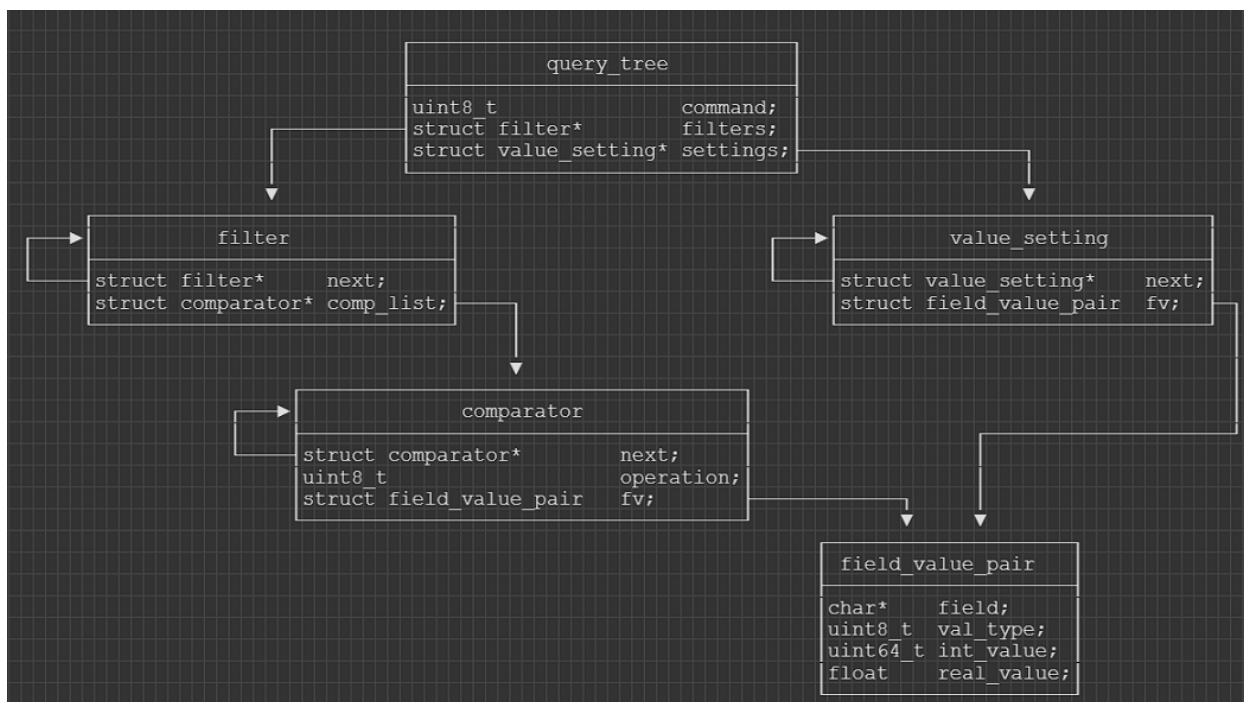 query_tree
uint8_t command;
struct filter* filters;
struct value_setting* settings;
filter
struct filter* next;
struct comparator* comp_list;
value_setting
struct value_setting* next;
struct field_value_pair fv;
comparator
struct comparator* next;
uint8_t operation;
struct field_value_pair fv;
field_value_pair
char* field;
uint8_t val_type;
uint64_t int_value;
float real_value;